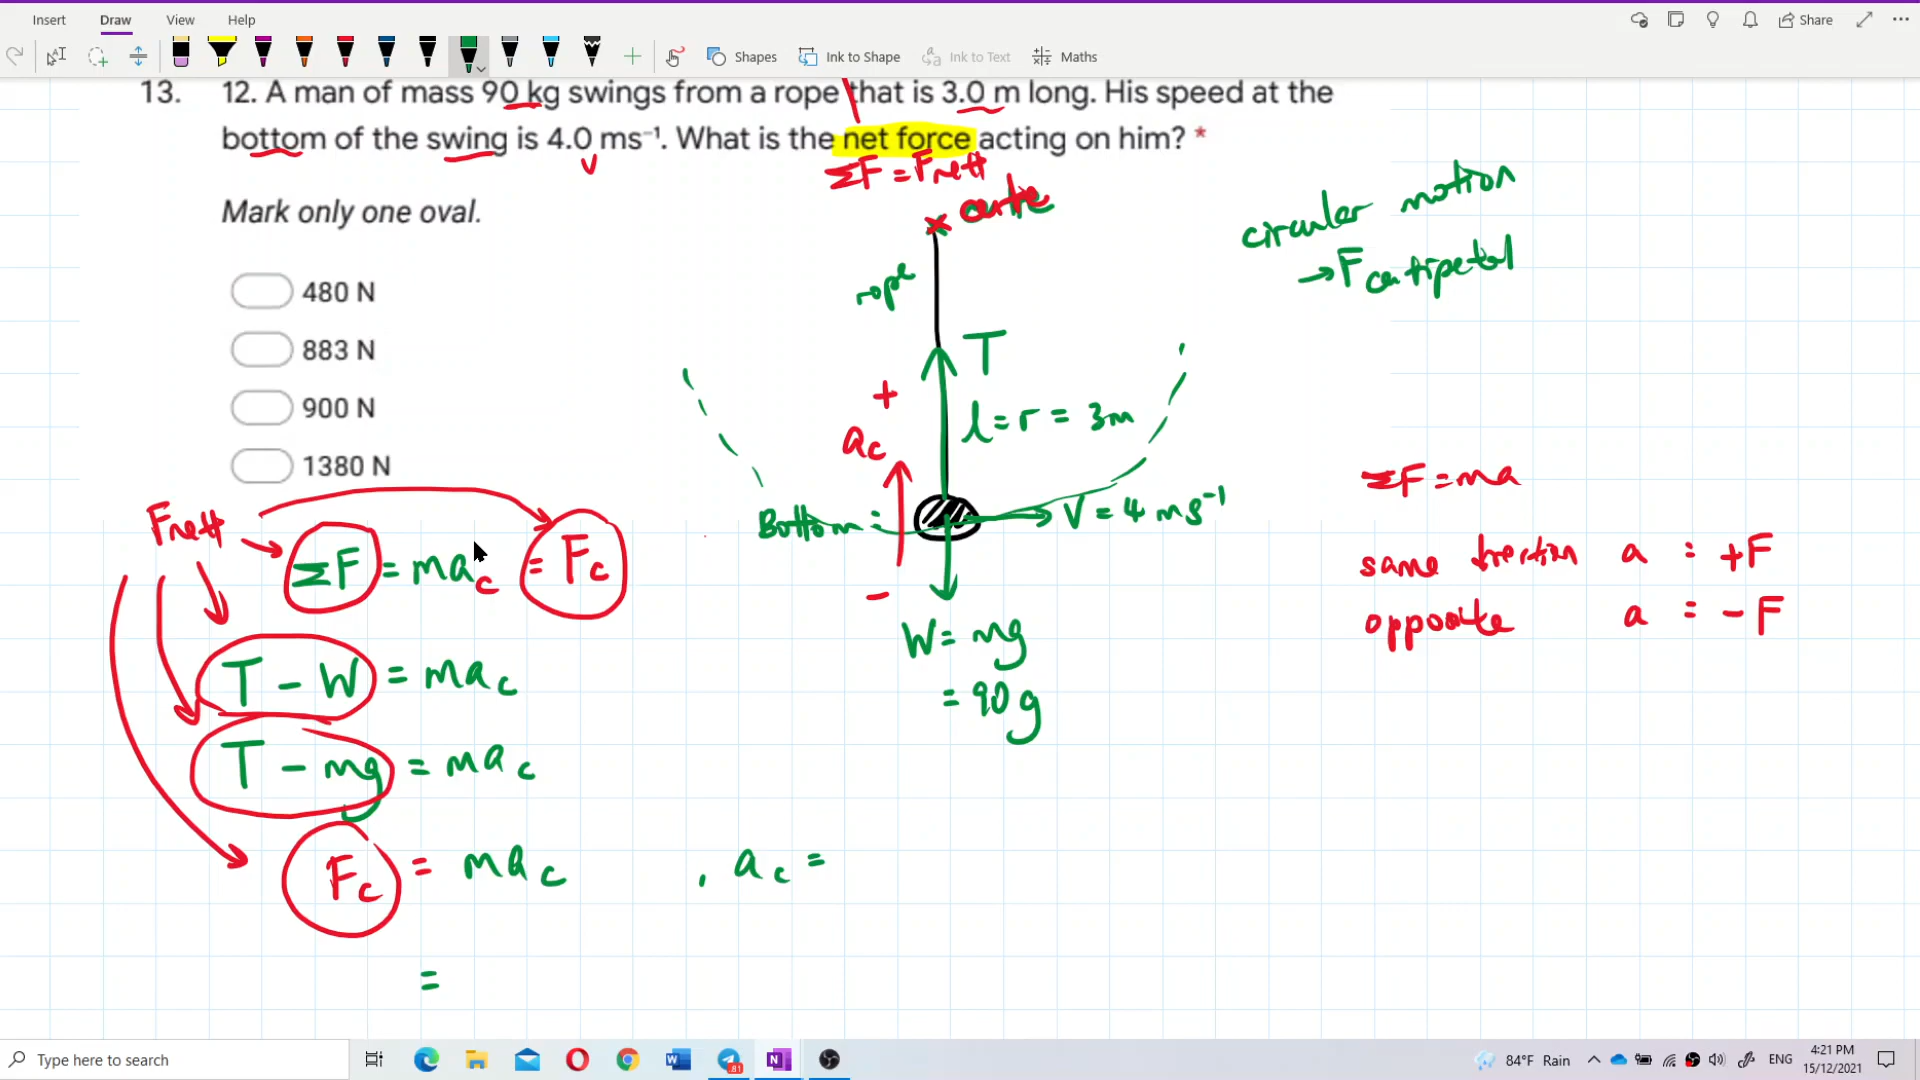 Insert Draw View Help
Share
Shapes Ink to Shape Ink to Text Maths
13. 12. A man of mass 90 kg swings from a rope that is 3.0 m long. His speed at the
bottom of the swing is 4.0 ms⁻¹. What is the net force acting on him? *
v
ΣF = Fnett
Mark only one oval.
480 N
883 N
900 N
1380 N
centre
rope
T
l = r = 3m
+
ac
-
Bottom :
V = 4 ms⁻¹
W = mg
= 90g
circular motion
→ F centripetal
ΣF = ma
same direction a : +F
opposite a : - F
Fnett
ΣF = mac = Fc
T - W = mac
T - mg = mac
Fc = mac , ac =
=
Type here to search
81
84°F Rain
ENG
4:21 PM
15/12/2021